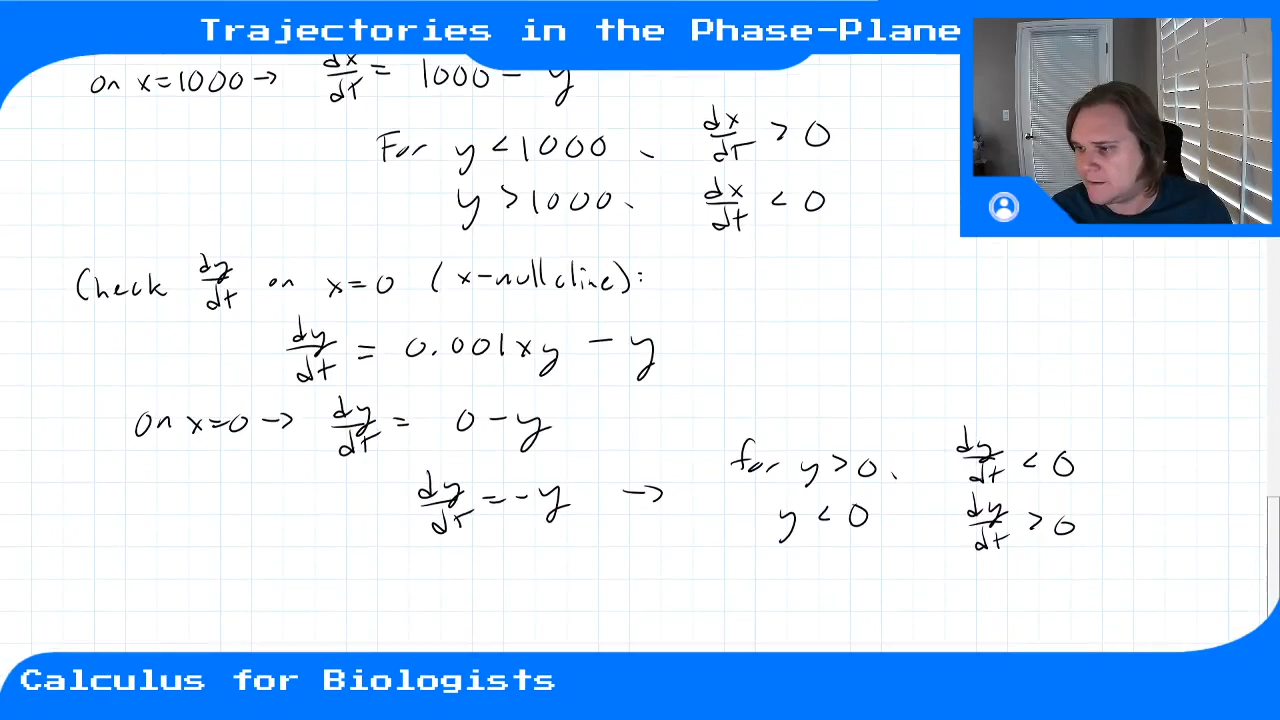 Trajectories in the Phase-Plane
on x=1000 → dx/dt = 1000 - y
For y < 1000, dx/dt > 0
y > 1000, dx/dt < 0
Check dy/dt on x=0 (x-nullcline):
dy/dt = 0.001xy - y
on x=0 → dy/dt = 0 - y
dy/dt = -y → for y > 0, dy/dt < 0
y < 0 dy/dt > 0
Calculus for Biologists